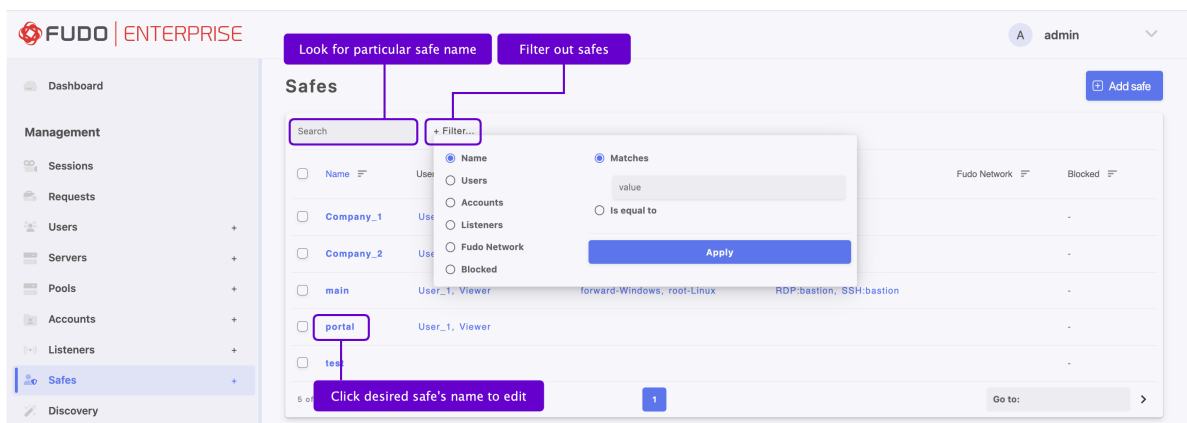 FUDO ENTERPRISE
A admin
Look for particular safe name
Filter out safes
Dashboard
Management
Sessions
Requests
Users +
Servers +
Pools +
Accounts +
Listeners +
Safes +
Discovery
Safes
Add safe
Search
+ Filter...
Name
Users
Accounts
Listeners
Fudo Network
Blocked
Matches
value
Is equal to
Apply
Name Fudo Network Blocked
Company_1 -
Company_2 -
main User_1, Viewer forward-Windows, root-Linux RDP:bastion, SSH:bastion -
portal User_1, Viewer -
test -
Click desired safe's name to edit
5 1 Go to: